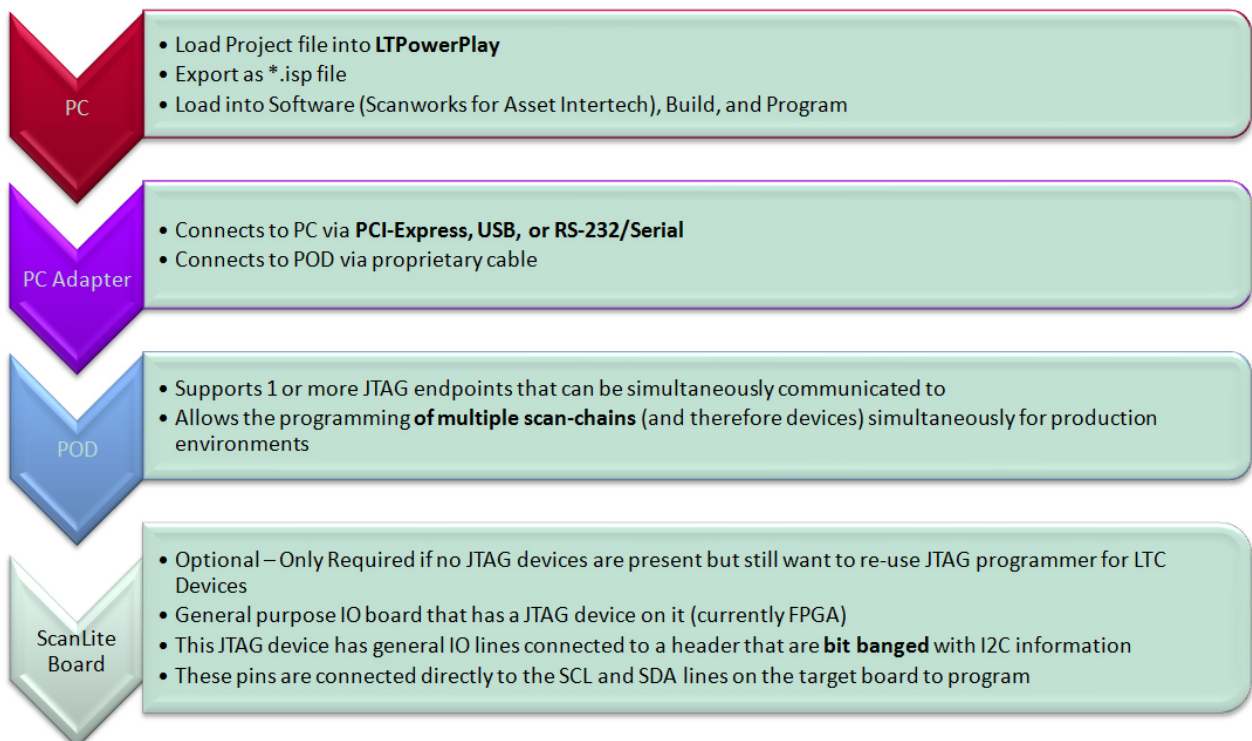 PC
• Load Project file into LTPowerPlay
• Export as *.isp file
• Load into Software (Scanworks for Asset Intertech), Build, and Program
PC Adapter
• Connects to PC via PCI-Express, USB, or RS-232/Serial
• Connects to POD via proprietary cable
POD
• Supports 1 or more JTAG endpoints that can be simultaneously communicated to
• Allows the programming of multiple scan-chains (and therefore devices) simultaneously for production
environments
ScanLite
Board
• Optional – Only Required if no JTAG devices are present but still want to re-use JTAG programmer for LTC
Devices
• General purpose IO board that has a JTAG device on it (currently FPGA)
• This JTAG device has general IO lines connected to a header that are bit banged with I2C information
• These pins are connected directly to the SCL and SDA lines on the target board to program